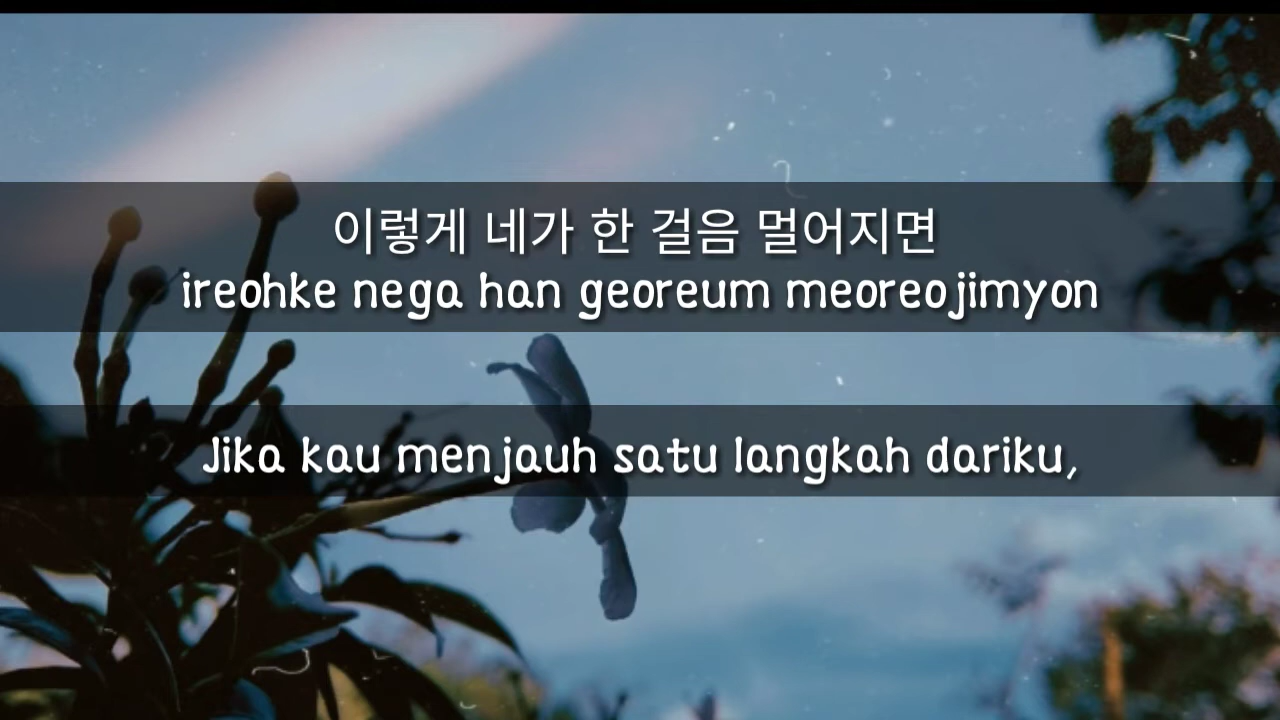 이렇게 네가 한 걸음 멀어지면
ireohke nega han georeum meoreojimyon
Jika kau menjauh satu langkah dariku,